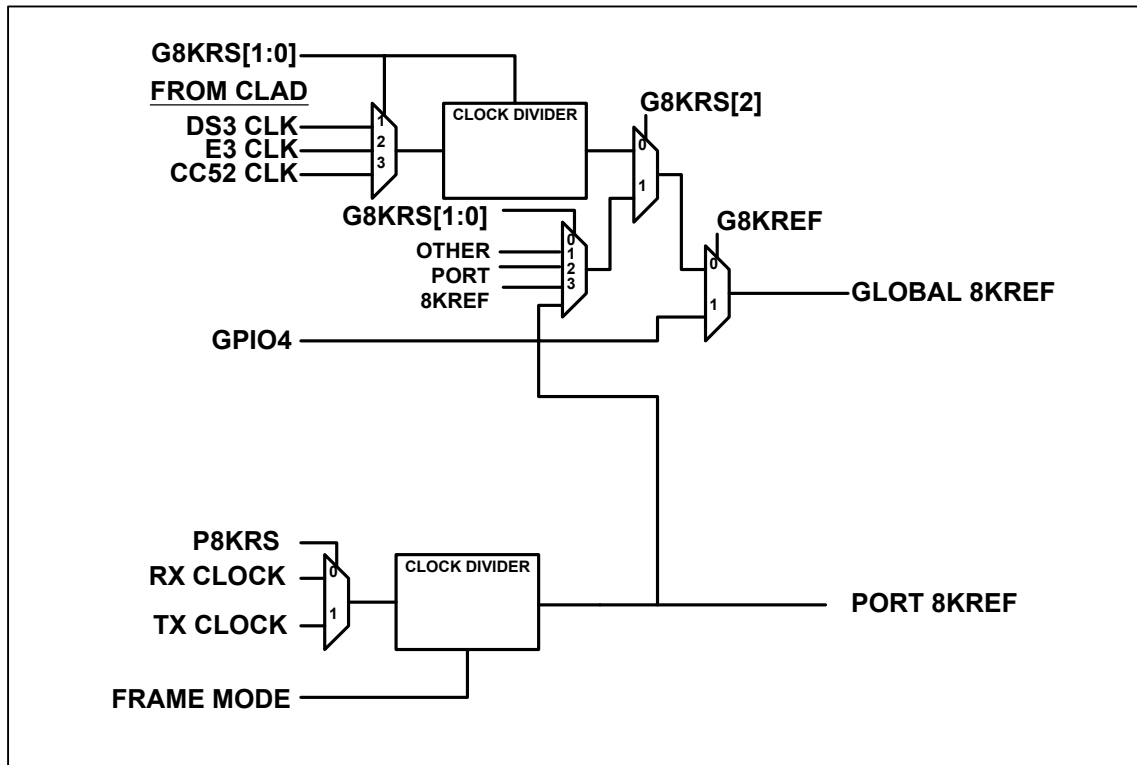 G8KRS[1:0]
FROM CLAD
DS3 CLK
E3 CLK
CC52 CLK
1
2
3
CLOCK DIVIDER
G8KRS[2]
0
1
G8KRS[1:0]
OTHER
PORT
8KREF
0
1
2
3
G8KREF
0
1
GLOBAL 8KREF
GPIO4
P8KRS
RX CLOCK
TX CLOCK
0
1
CLOCK DIVIDER
PORT 8KREF
FRAME MODE